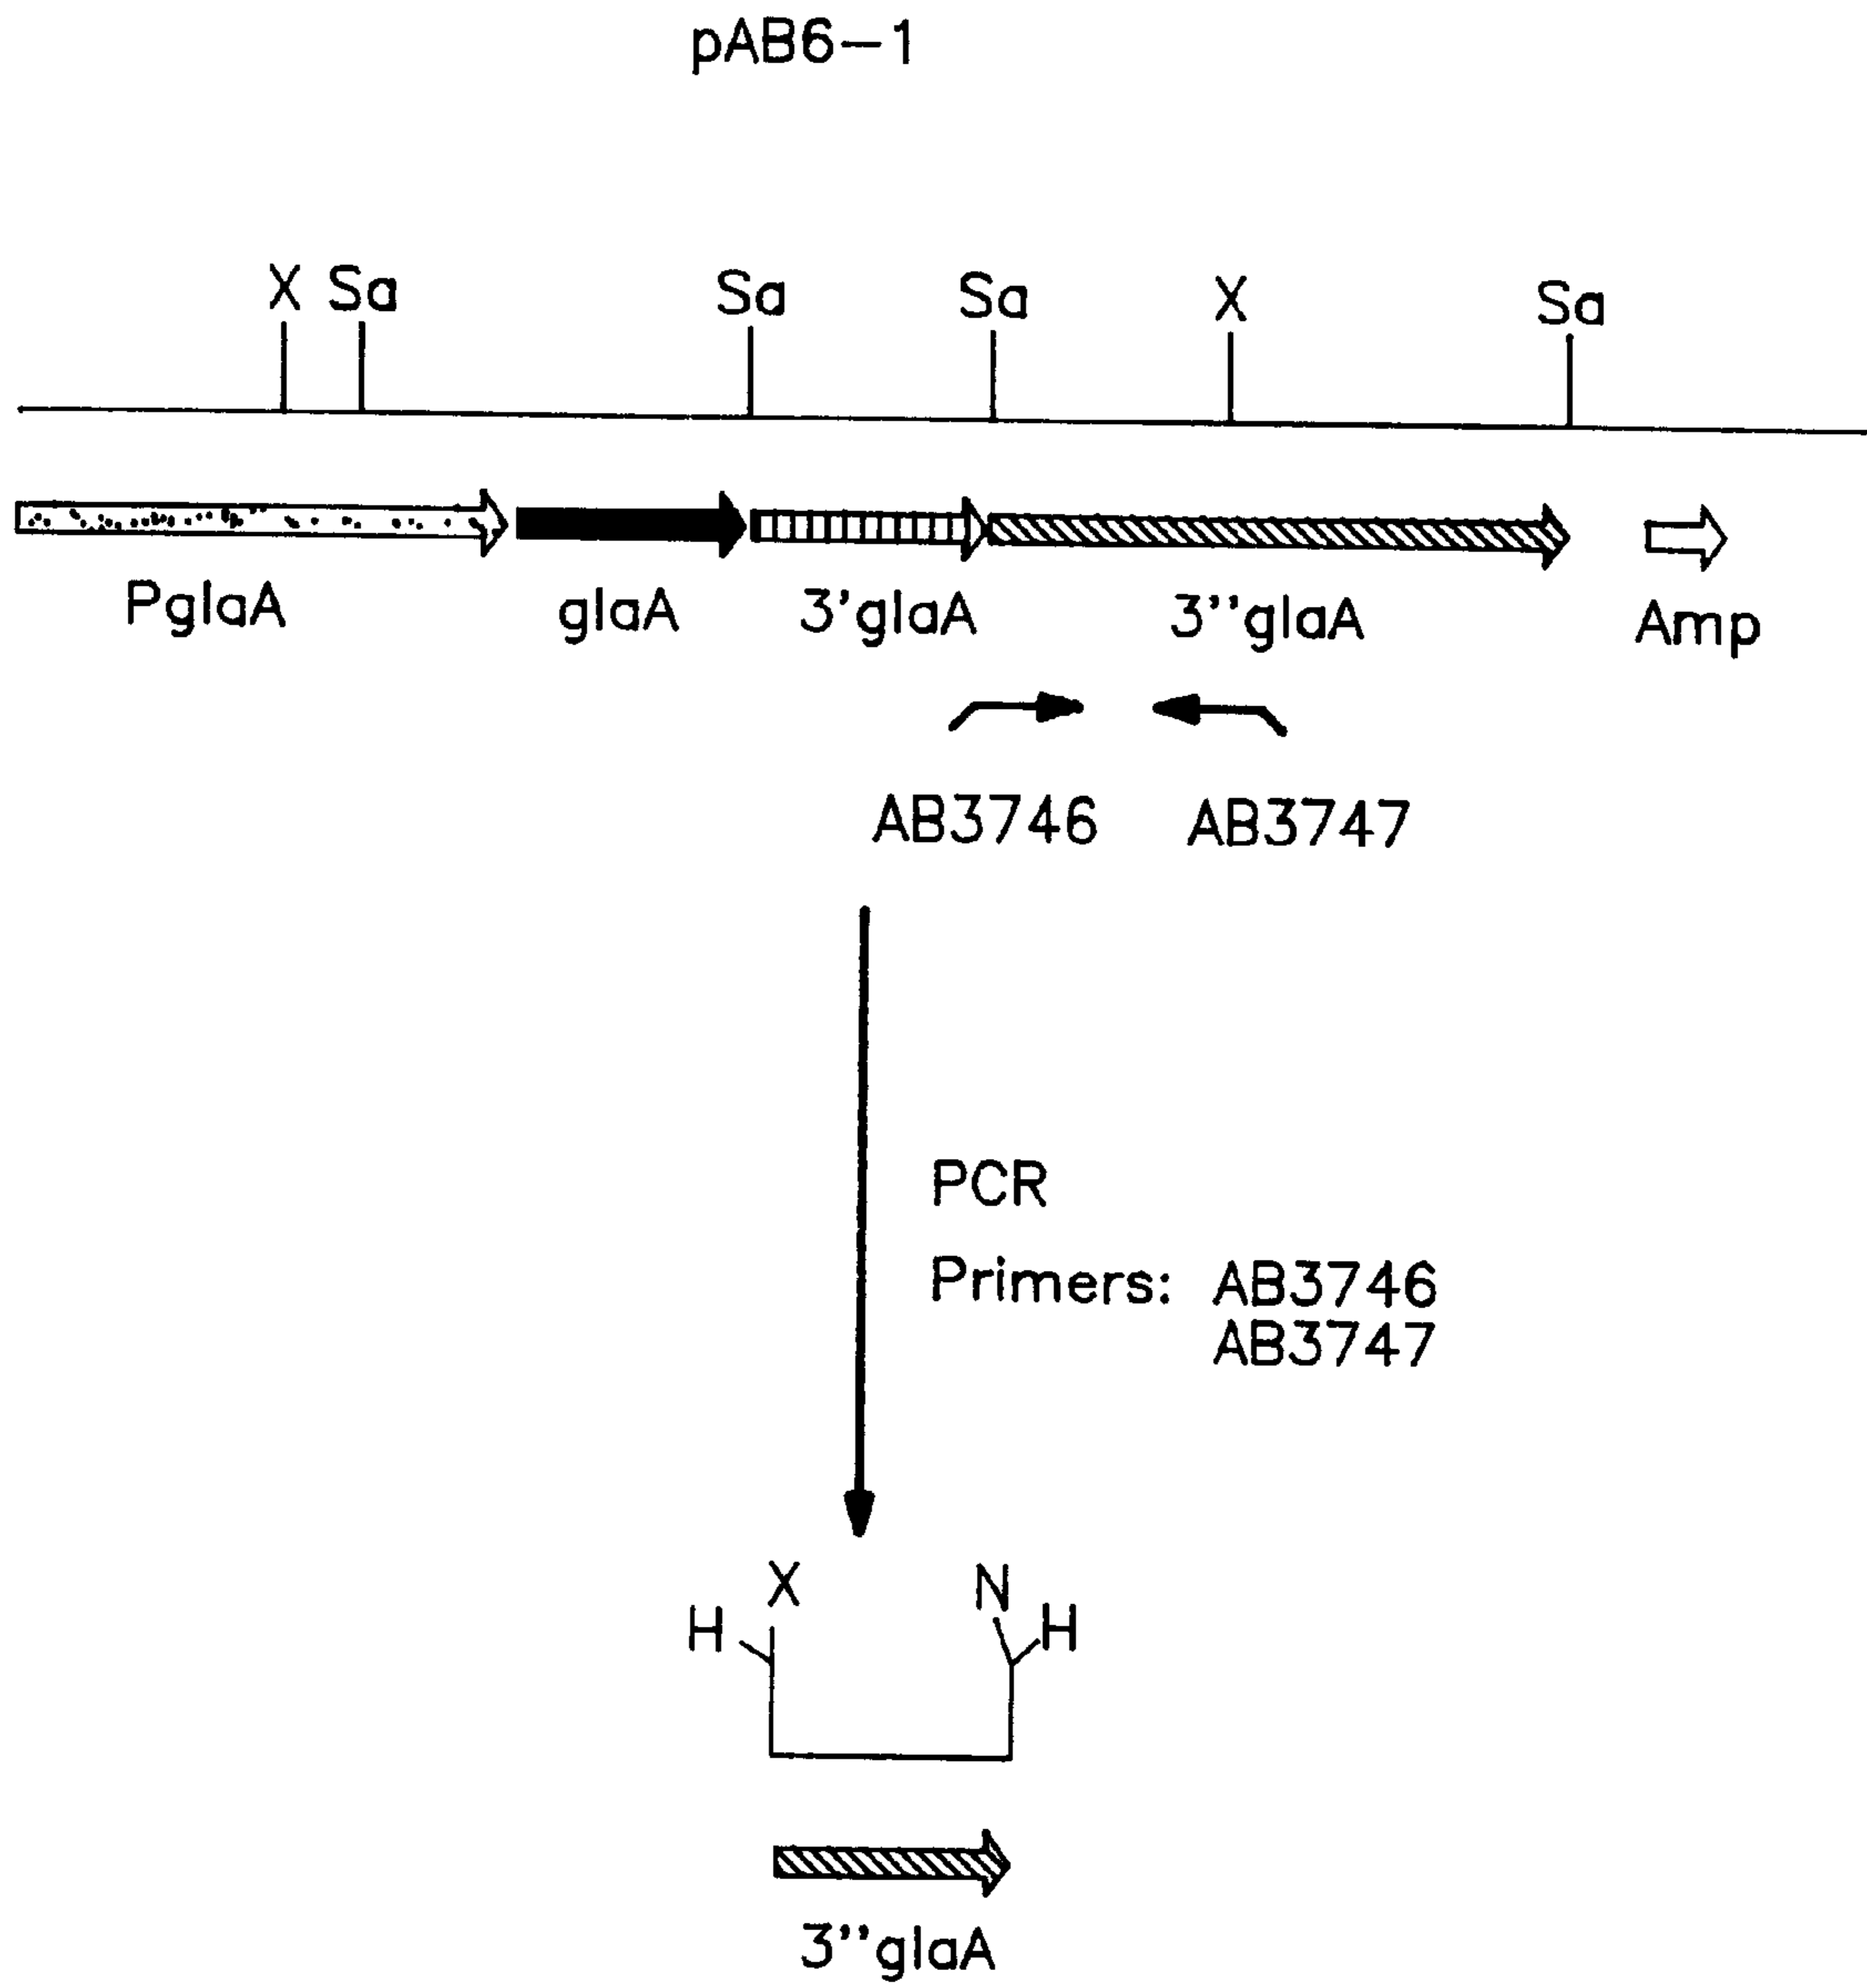 pAB6-1
X Sa Sa Sa X Sa
PglaA glaA 3'glaA 3''glaA Amp
AB3746 AB3747
PCR
Primers: AB3746
AB3747
X N
H H
3''glaA